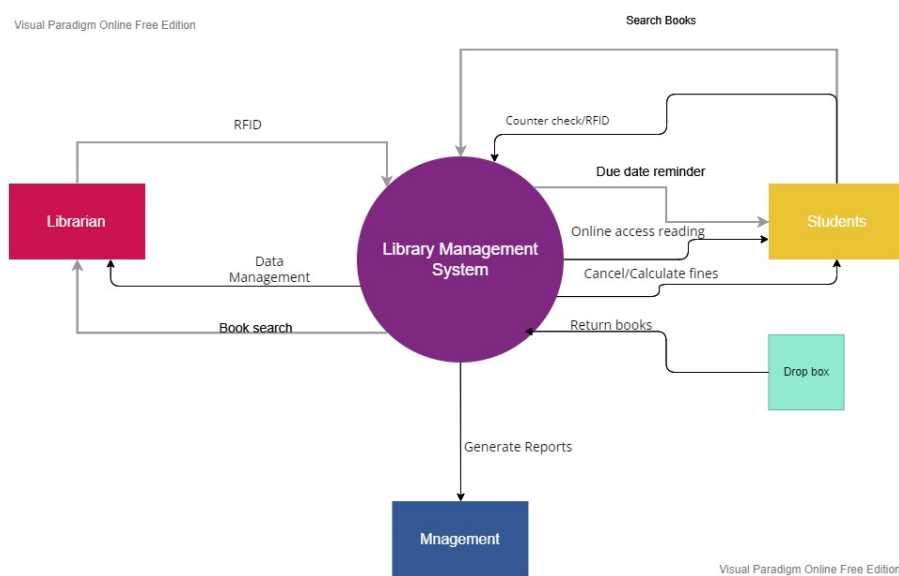 Search Books
Visual Paradigm Online Free Edition
Counter check/RFID
RFID
Due date reminder
Librarian
Students
Library Management
System
Online access reading
Data
Management
Cancel/Calculate fines
Book search
Return books
Drop box
Generate Reports
Mnagement
Visual Paradigm Online Free Edition